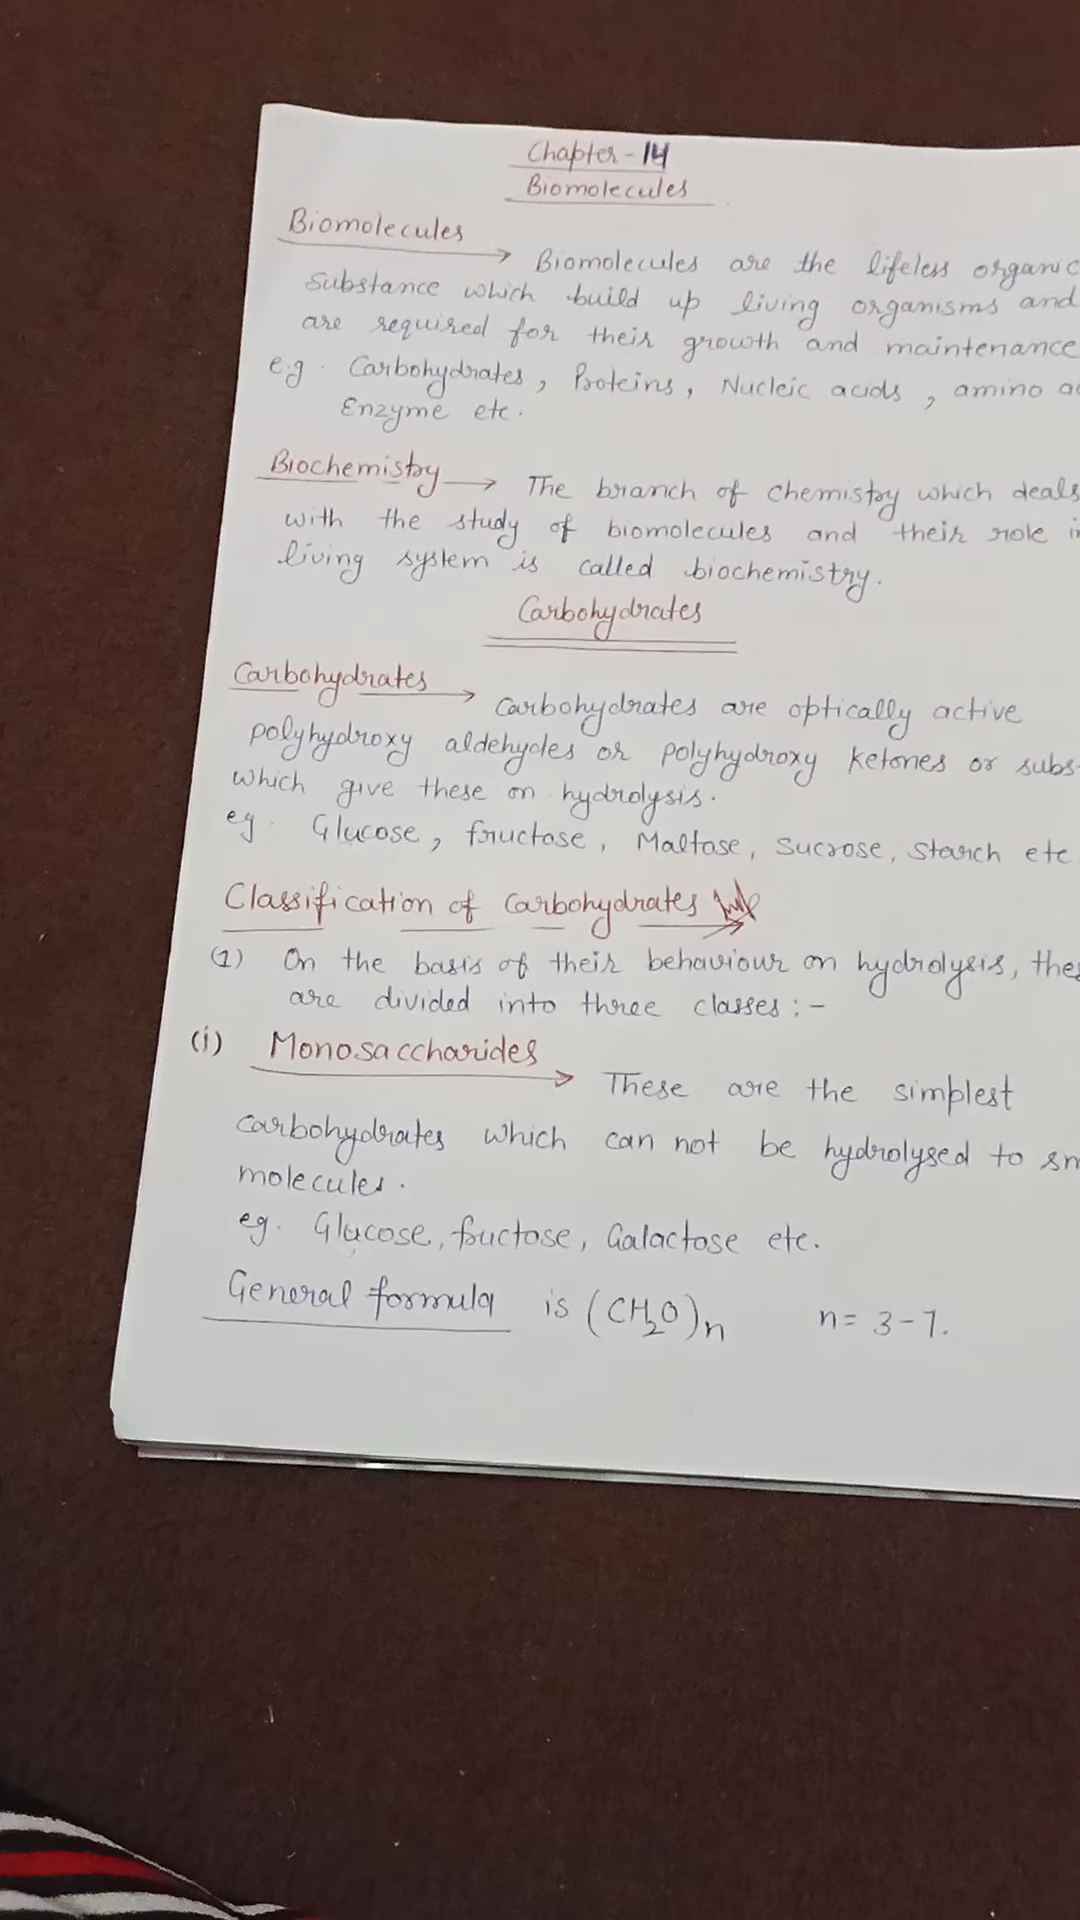 Chapter - 14
Biomolecules
Biomolecules → Biomolecules are the lifeless organic
substance which build up living organisms and
are required for their growth and maintenance
e.g. Carbohydrates, Proteins, Nucleic acids, amino
Enzyme etc.
Biochemistry → The branch of chemistry which deals
with the study of biomolecules and their role
living system is called biochemistry.
Carbohydrates
Carbohydrates → Carbohydrates are optically active
polyhydroxy aldehydes or polyhydroxy ketones or subs-
which give these on hydrolysis.
eg. Glucose, fructose, Maltose, Sucrose, Starch etc
Classification of Carbohydrates Imp
(1) On the basis of their behaviour on hydrolysis,
are divided into three classes :-
(i) Monosaccharides → These are the simplest
carbohydrates which can not be hydrolysed to
molecules.
eg. Glucose, fructose, Galactose etc.
General formula is (CH₂O)n n = 3-7.